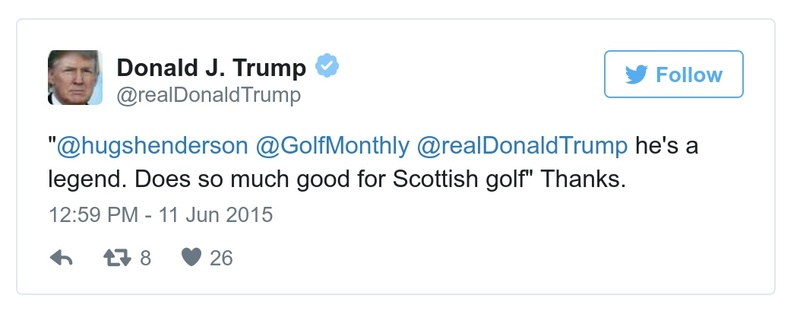 Donald J. Trump
@realDonaldTrump
Follow
"@hugshenderson @GolfMonthly @realDonaldTrump he's a
legend. Does so much good for Scottish golf" Thanks.
12:59 PM - 11 Jun 2015
8 26